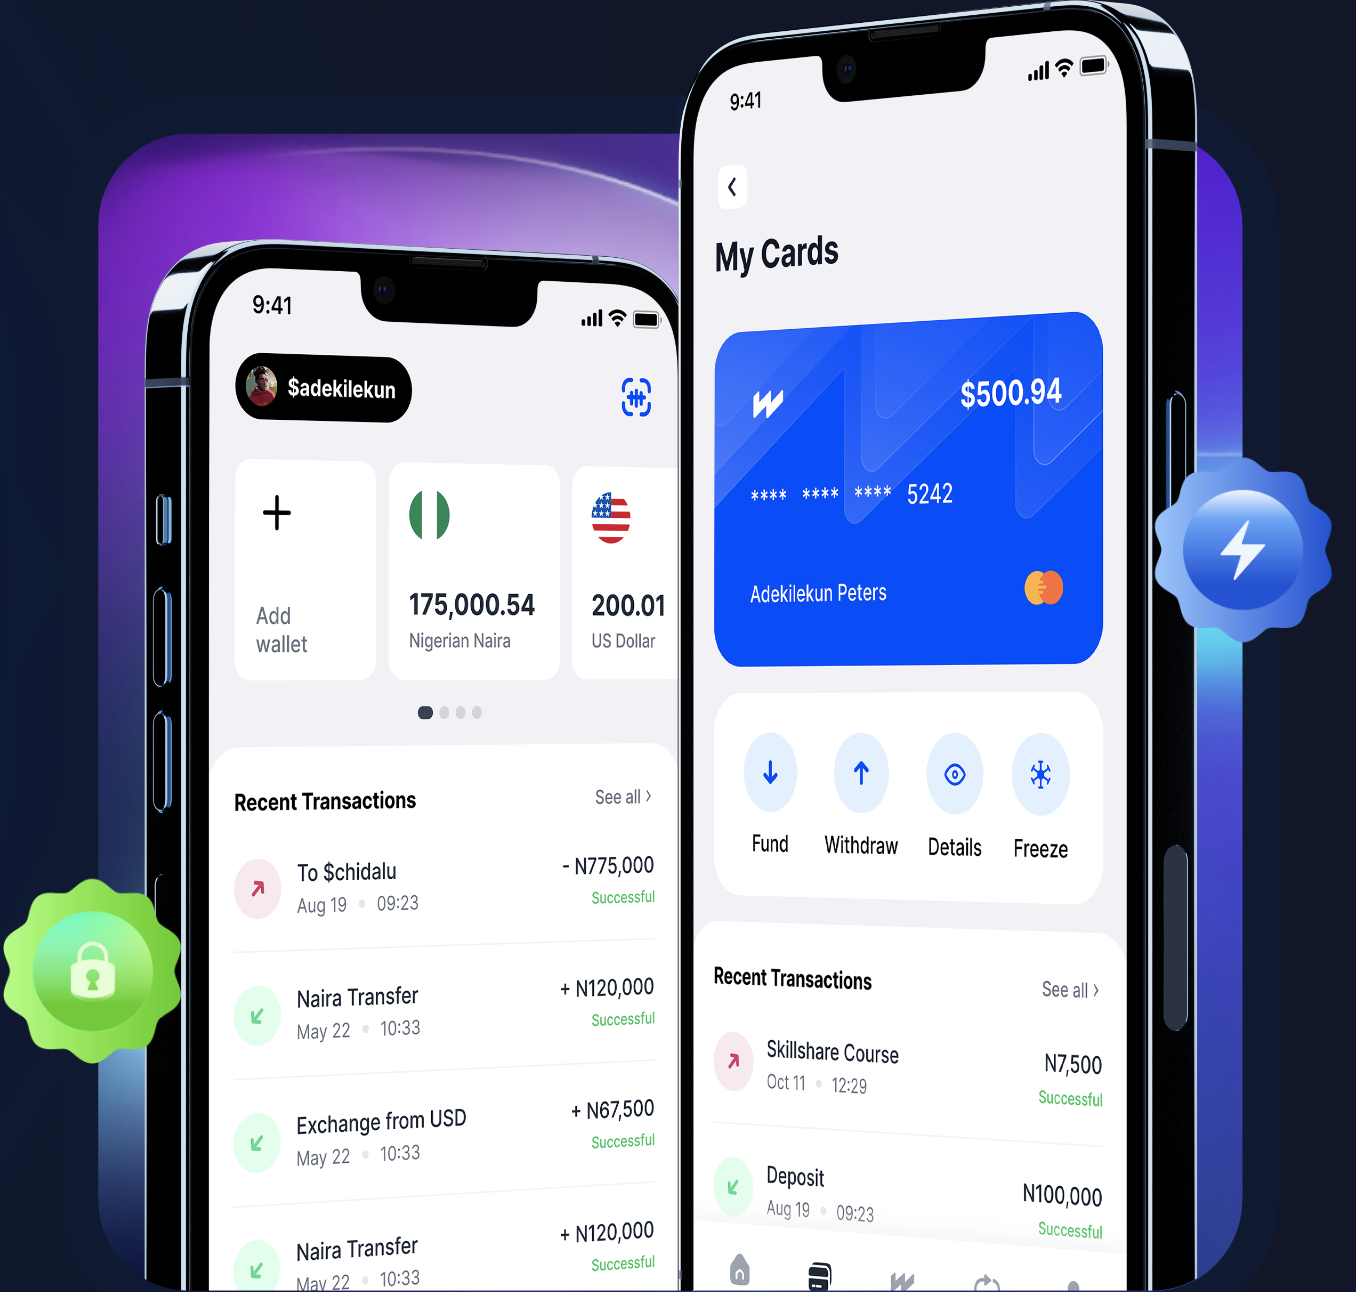 9:41
$adekilekun
Add
wallet
175,000.54
Nigerian Naira
200.01
US Dollar
Recent Transactions
See all
To $chidalu
Aug 19 • 09:23
- N775,000
Successful
Naira Transfer
May 22 • 10:33
+ N120,000
Successful
Exchange from USD
May 22 • 10:33
+ N67,500
Successful
Naira Transfer
May 22 • 10:33
+ N120,000
Successful
9:41
My Cards
$500.94
**** **** **** 5242
Adekilekun Peters
Fund
Withdraw
Details
Freeze
Recent Transactions
See all
Skillshare Course
Oct 11 • 12:29
N7,500
Successful
Deposit
Aug 19 • 09:23
N100,000
Successful